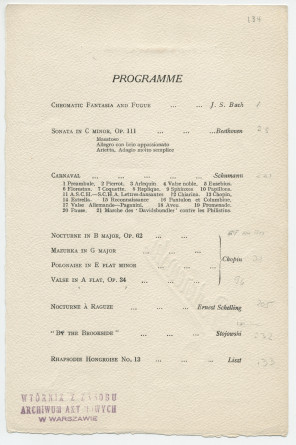 134
PROGRAMME
CHROMATIC FANTASIA AND FUGUE ... ... J. S. Bach
SONATA IN C MINOR, OP. 111 ... ... ...Beethoven
Maestoso
Allegro con brio appassionato
Arietta, Adagio molto semplice
CARNAVAL ... ... ... ... ... Schumann
1 Préambule. 2 Pierrot. 3 Arlequin. 4 Valse noble. 5 Eusebius.
6 Florestan. 7 Coquette. 8 Replique. 9 Sphinxes 10 Papillons.
11 A.S.C.H.—S.C.H.A. Lettres dansantes 12 Chiarina. 13 Chopin.
14 Estrella. 15 Reconnaissance 16 Pantalon et Colombine.
17 Valse Allemande—Paganini. 18 Aveu. 19 Promenade.
20 Pause. 21 Marche des "Davidsbundler" contre les Philistins
NOCTURNE IN B MAJOR, OP. 62 ... ...
MAZURKA IN G MAJOR ... ... ...
POLONAISE IN E FLAT MINOR ... ...
VALSE IN A FLAT, OP. 34 ... ... ...
Chopin
NOCTURNE À RAGUZE ... ... Ernest Schelling
"BY THE BROOKSIDE" ... ... ... ... Stojowski
RHAPSODIE HONGROISE No. 13 ... ... ... Liszt
WTÓRNIK Z ZASOBU
ARCHIWUM AKT NOWYCH
W WARSZAWIE